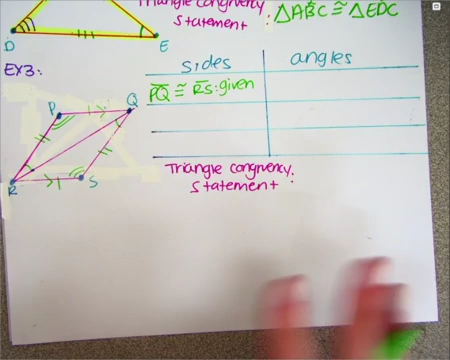 Triangle congruency
Statement : △ABC ≅ △EDC
D
E
EX3:
sides
angles
PQ ≅ RS: given
P
Q
R
S
Triangle congruency
Statement :